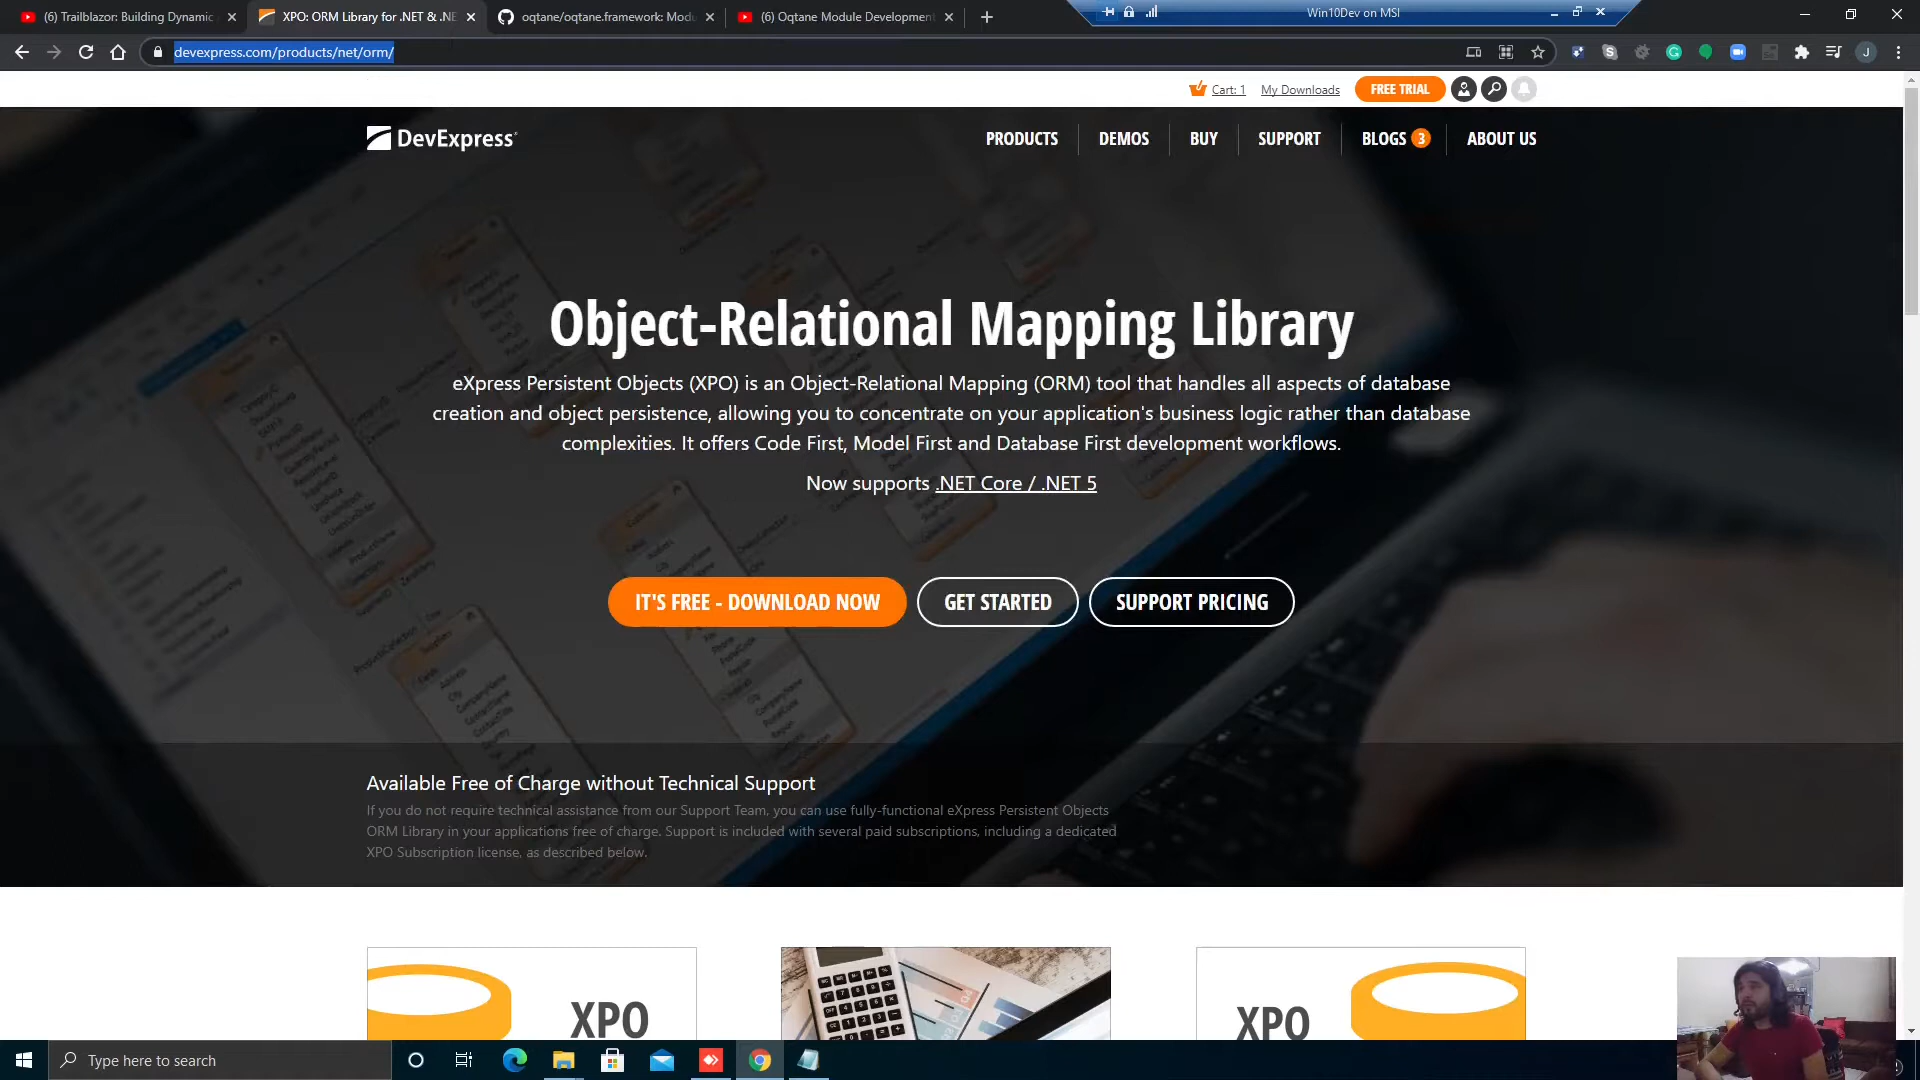 (6) Trailblazor: Building Dynamic
XPO: ORM Library for .NET & .NE
oqtane/oqtane.framework: Modu
(6) Oqtane Module Development
Win10Dev on MSI
devexpress.com/products/net/orm/
J
Cart: 1
My Downloads
FREE TRIAL
DevExpress
PRODUCTS
DEMOS
BUY
SUPPORT
BLOGS 3
ABOUT US
Object-Relational Mapping Library
eXpress Persistent Objects (XPO) is an Object-Relational Mapping (ORM) tool that handles all aspects of database
creation and object persistence, allowing you to concentrate on your application's business logic rather than database
complexities. It offers Code First, Model First and Database First development workflows.
Now supports .NET Core / .NET 5
IT'S FREE - DOWNLOAD NOW
GET STARTED
SUPPORT PRICING
Available Free of Charge without Technical Support
If you do not require technical assistance from our Support Team, you can use fully-functional eXpress Persistent Objects
ORM Library in your applications free of charge. Support is included with several paid subscriptions, including a dedicated
XPO Subscription license, as described below.
XPO
XPO
Type here to search